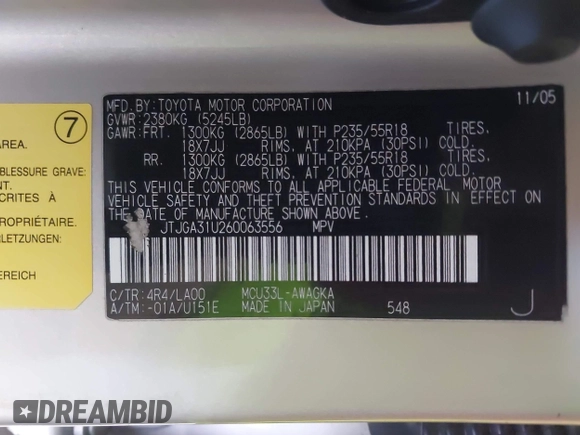 MFD.BY:TOYOTA MOTOR CORPORATION 11/05
GVWR:2380KG (5245LB)
GAWR:FRT. 1300KG (2865LB) WITH P235/55R18 TIRES.
18X7JJ RIMS. AT 210KPA (30PSI) COLD.
RR. 1300KG (2865LB) WITH P235/55R18 TIRES.
18X7JJ RIMS. AT 210KPA (30PSI) COLD.
THIS VEHICLE CONFORMS TO ALL APPLICABLE FEDERAL MOTOR
VEHICLE SAFETY AND THEFT PREVENTION STANDARDS IN EFFECT ON
THE DATE OF MANUFACTURE SHOWN ABOVE.
JTJGA31U260063556 MPV
C/TR:4R4/LA00 MCU33L-AWAGKA
A/TM:-01A/U151E MADE IN JAPAN 548 J
7
AREA.
BLESSURE GRAVE:
NT.
SCRITES À
PROPRIÉTAIRE.
ERLETZUNGEN:
BEREICH
DREAMBID